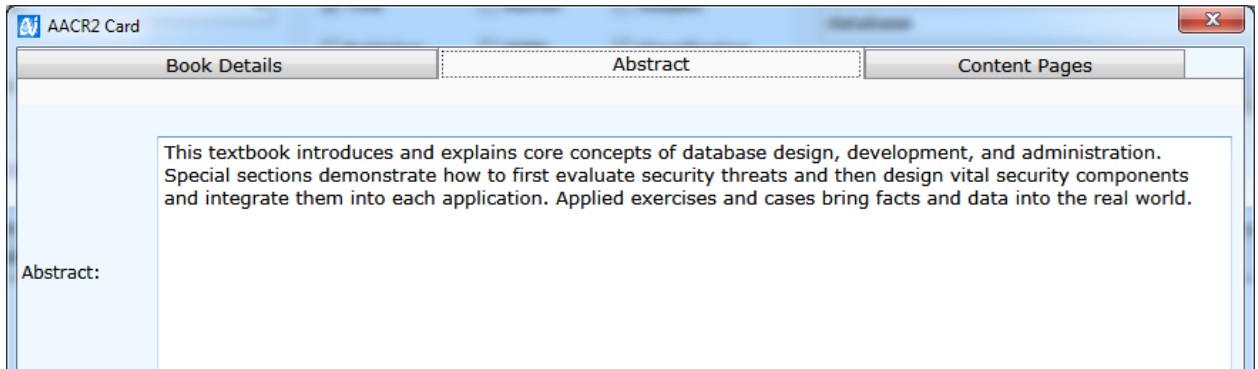 AACR2 Card
Book Details Abstract Content Pages
This textbook introduces and explains core concepts of database design, development, and administration.
Special sections demonstrate how to first evaluate security threats and then design vital security components
and integrate them into each application. Applied exercises and cases bring facts and data into the real world.
Abstract: